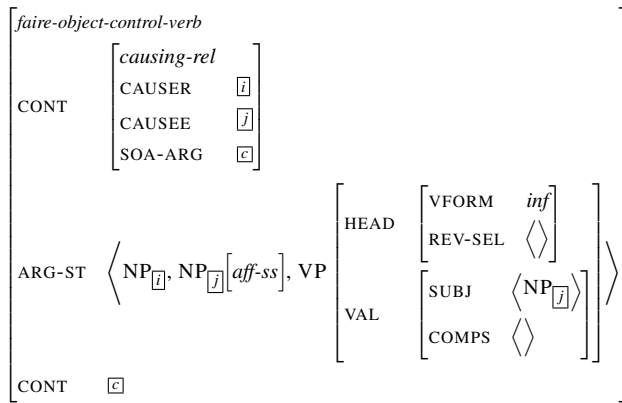 faire-object-control-verb
causing-rel
CAUSER i
CONT CAUSEE j
SOA-ARG c
VFORM inf
HEAD REV-SEL ⟨⟩
ARG-ST ⟨NP i, NP j [aff-ss], VP
SUBJ ⟨NP j⟩
VAL COMPS ⟨⟩ ⟩
CONT c